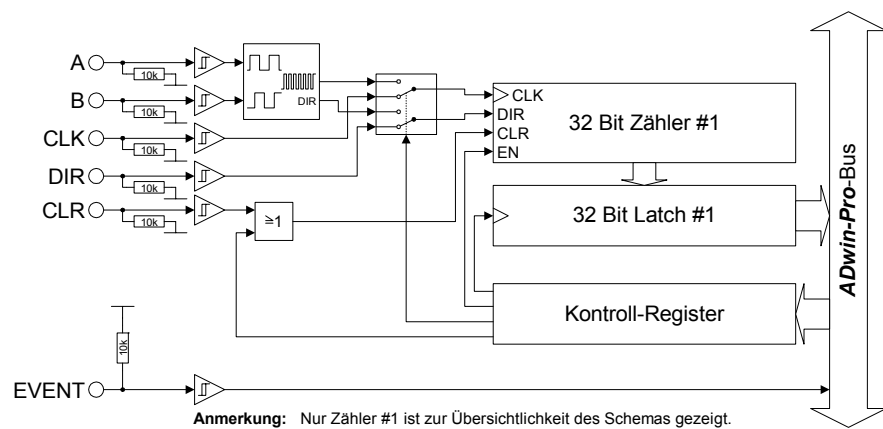 A
10k
B
10k
CLK
10k
DIR
10k
CLR
10k
DIR
≥1
CLK
DIR
CLR
EN
32 Bit Zähler #1
32 Bit Latch #1
Kontroll-Register
ADwin-Pro-Bus
10k
EVENT
Anmerkung: Nur Zähler #1 ist zur Übersichtlichkeit des Schemas gezeigt.